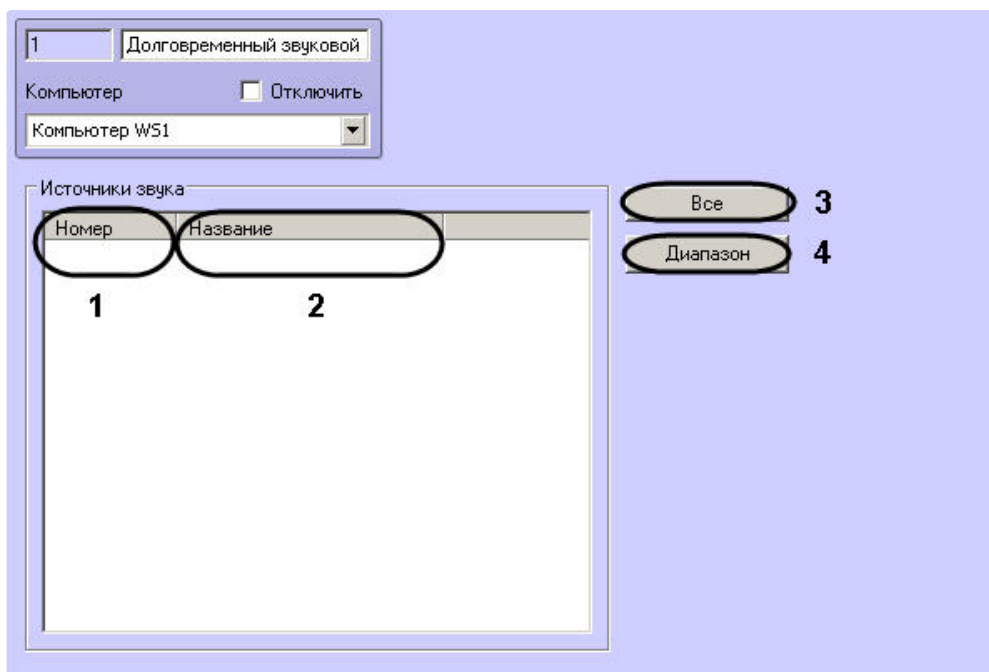 1 Долговременный звуковой
Компьютер Отключить
Компьютер WS1
Источники звука
Номер Название
1 2
Все 3
Диапазон 4